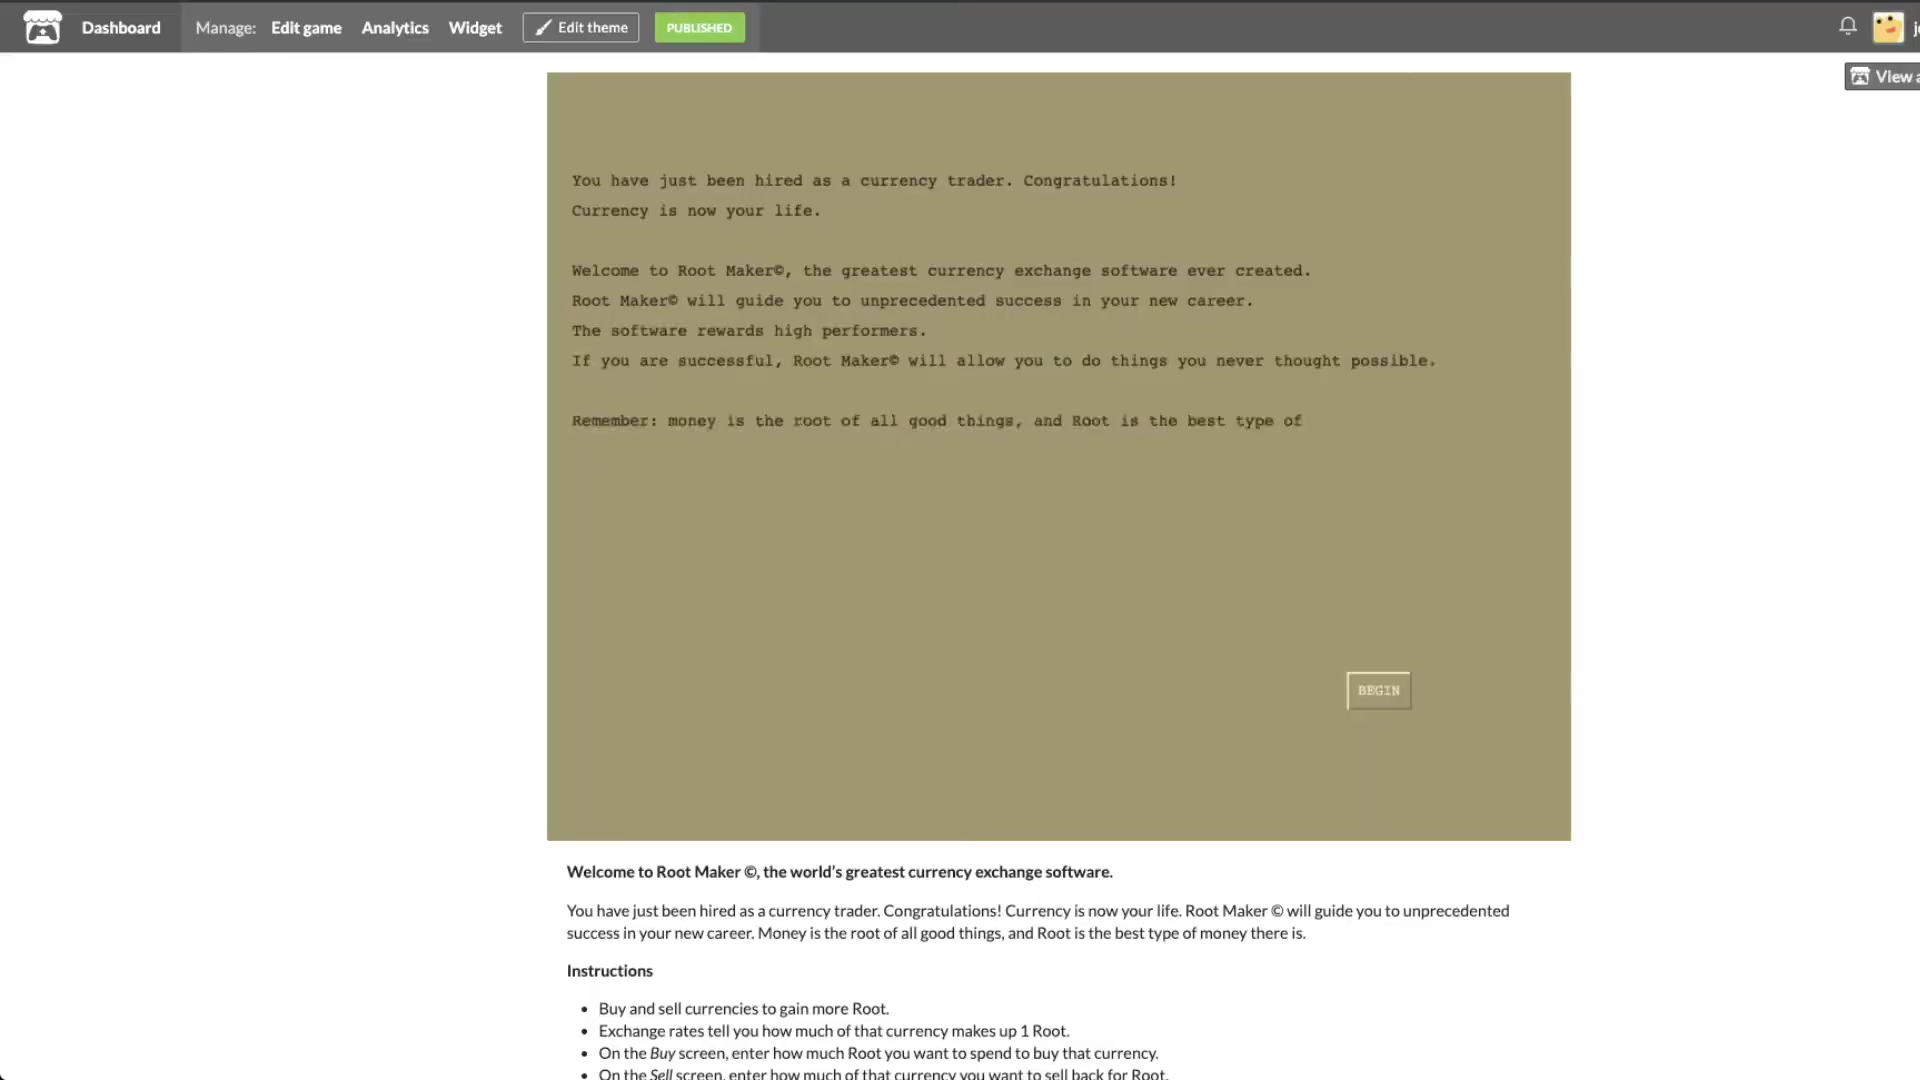 Dashboard Manage: Edit game Analytics Widget Edit theme PUBLISHED
View
You have just been hired as a currency trader. Congratulations!
Currency is now your life.
Welcome to Root Maker©, the greatest currency exchange software ever created.
Root Maker© will guide you to unprecedented success in your new career.
The software rewards high performers.
If you are successful, Root Maker© will allow you to do things you never thought possible.
Remember: money is the root of all good things, and Root is the best type of
BEGIN
Welcome to Root Maker ©, the world’s greatest currency exchange software.
You have just been hired as a currency trader. Congratulations! Currency is now your life. Root Maker © will guide you to unprecedented
success in your new career. Money is the root of all good things, and Root is the best type of money there is.
Instructions
• Buy and sell currencies to gain more Root.
• Exchange rates tell you how much of that currency makes up 1 Root.
• On the Buy screen, enter how much Root you want to spend to buy that currency.
• On the Sell screen, enter how much of that currency you want to sell back for Root.